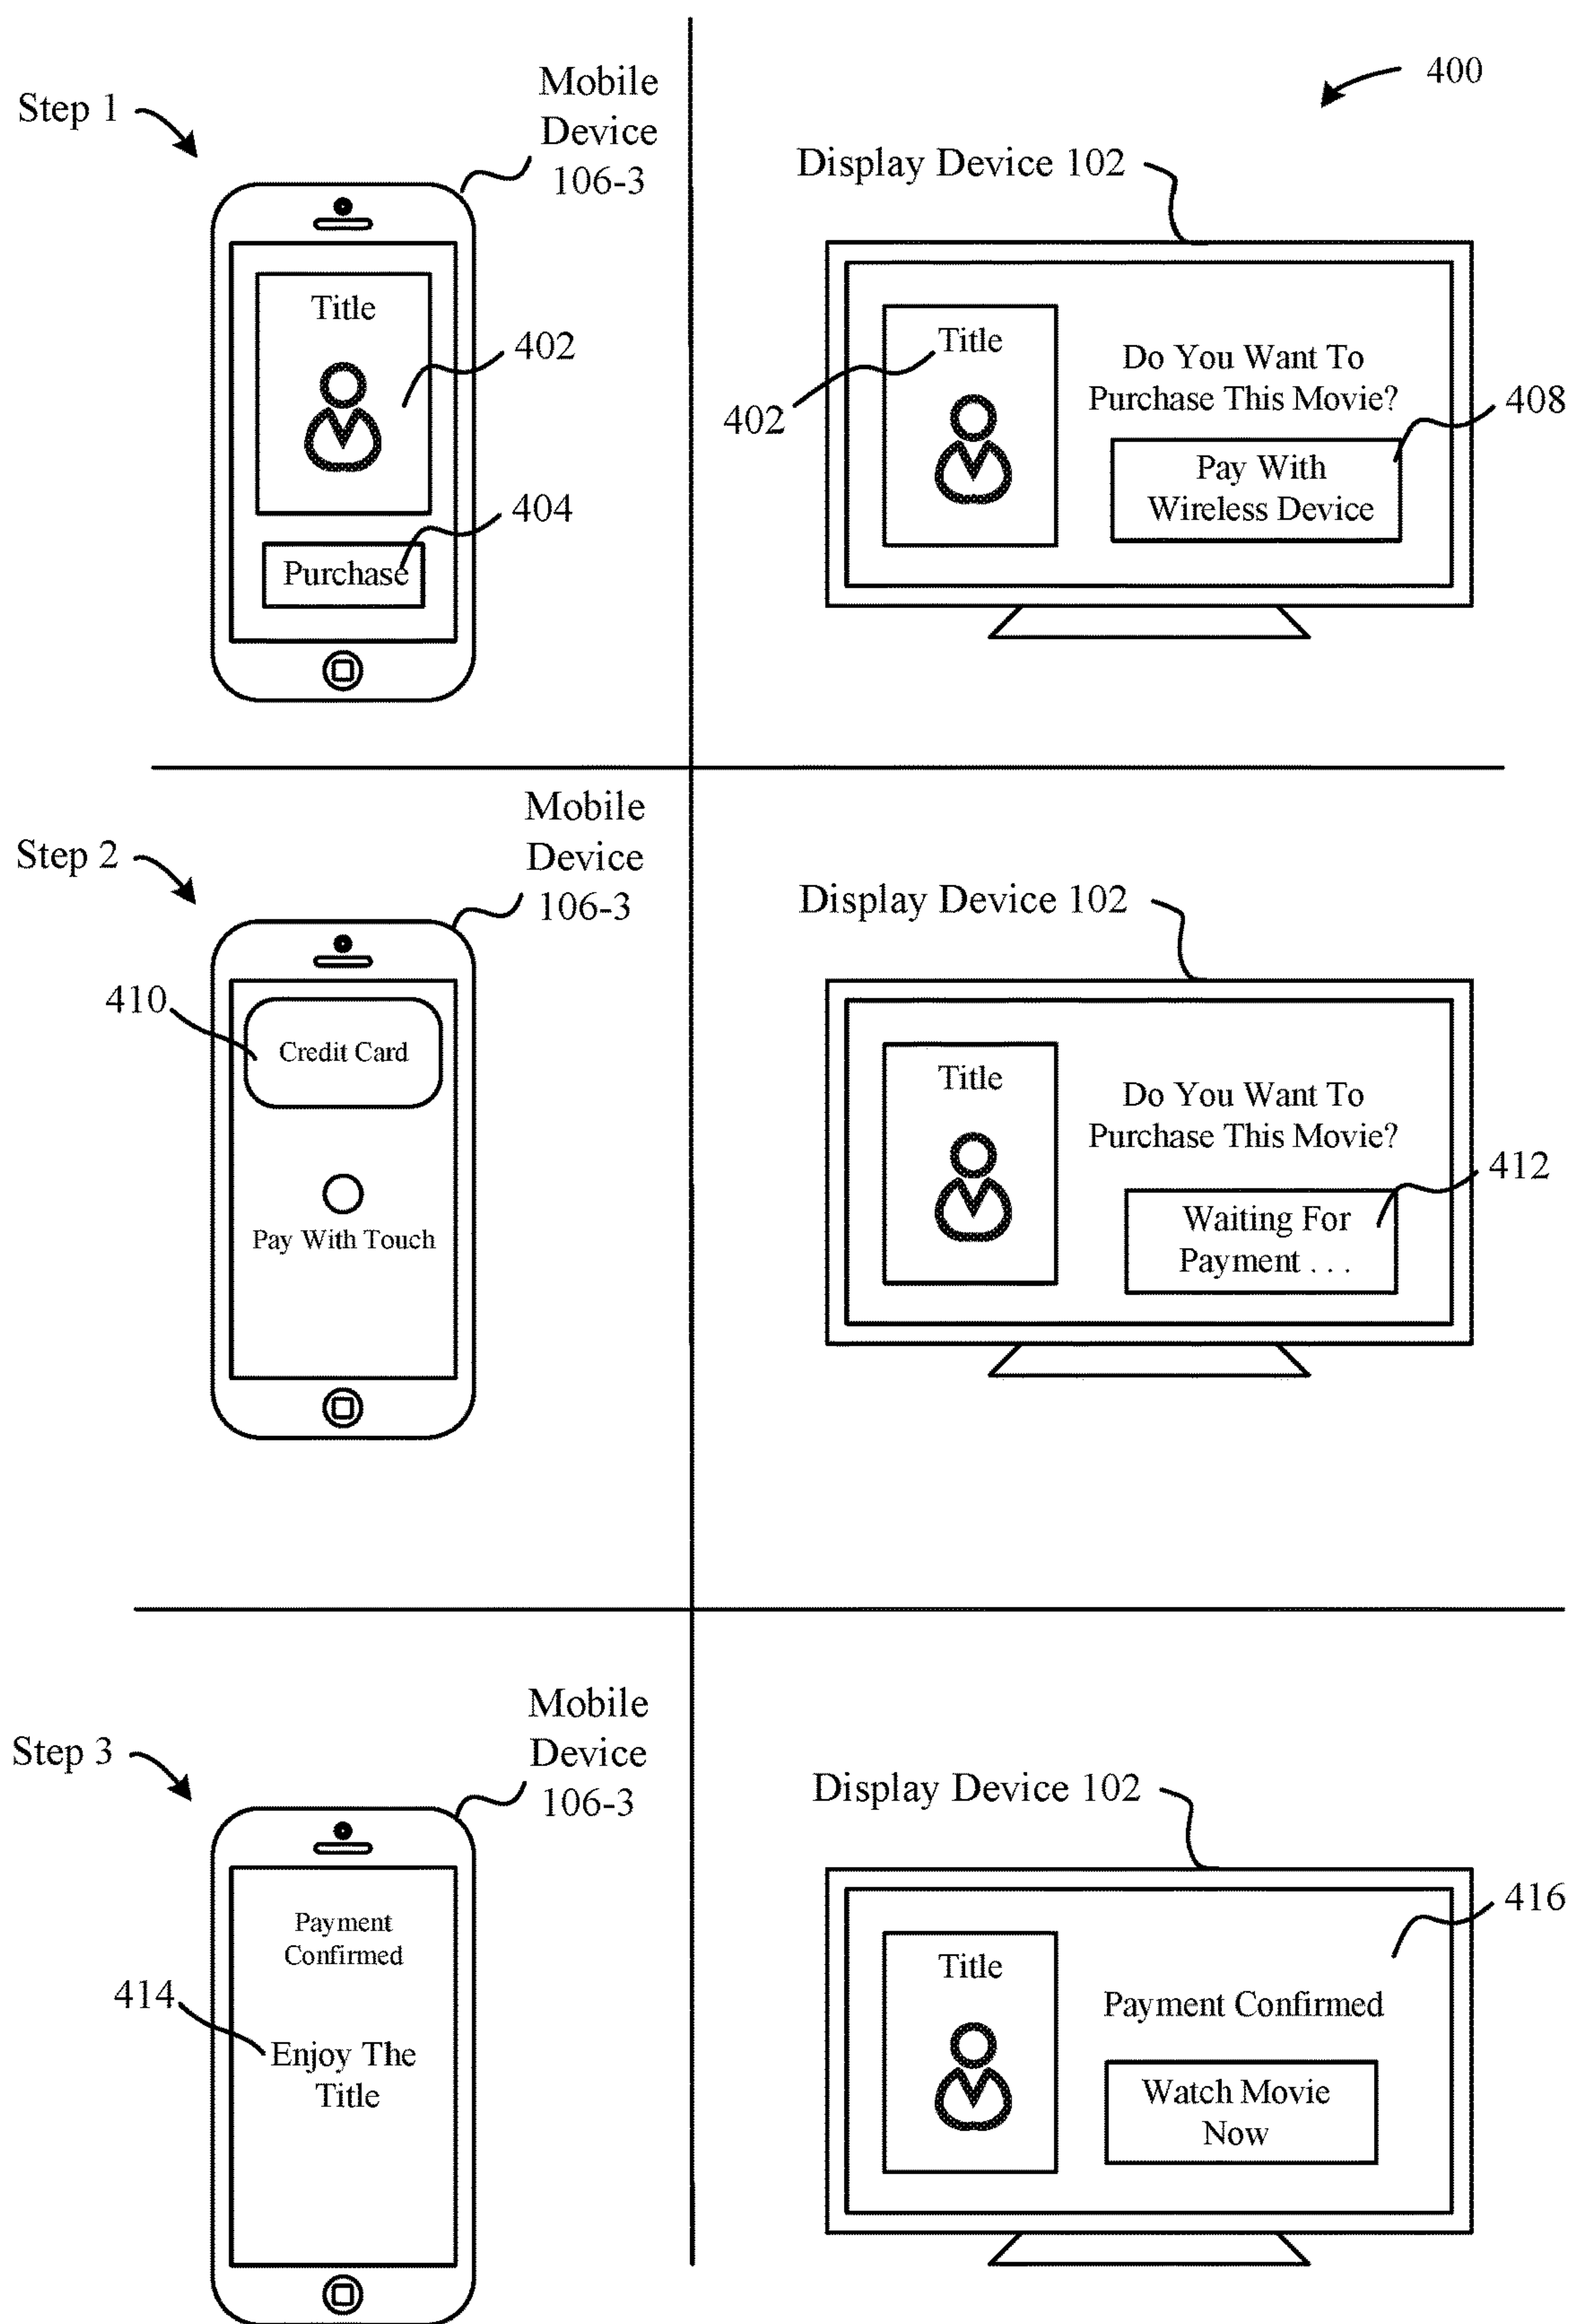 400
Step 1
Mobile
Device
106-3
Title
402
404
Purchase
Display Device 102
Title
402
Do You Want To
Purchase This Movie?
408
Pay With
Wireless Device
Step 2
Mobile
Device
106-3
410
Credit Card
Pay With Touch
Display Device 102
Title
Do You Want To
Purchase This Movie?
412
Waiting For
Payment . . .
Step 3
Mobile
Device
106-3
Payment
Confirmed
414
Enjoy The
Title
Display Device 102
416
Title
Payment Confirmed
Watch Movie
Now